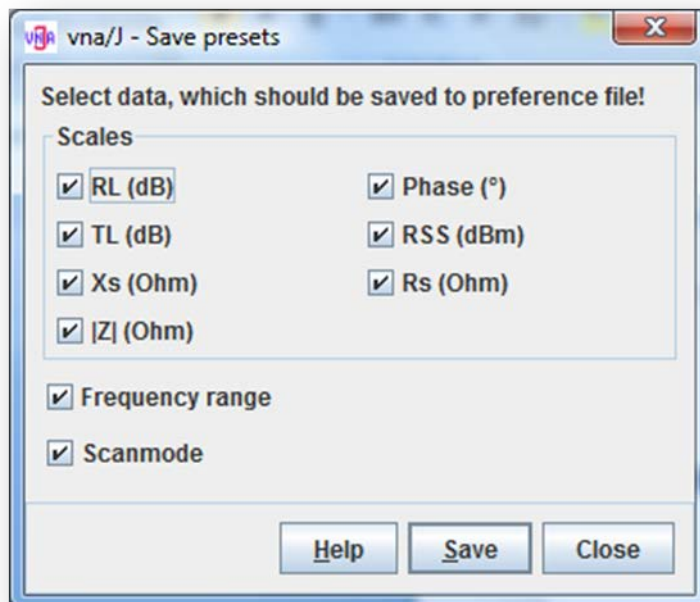 VNA vna/J - Save presets
Select data, which should be saved to preference file!
Scales
RL (dB) Phase (°)
TL (dB) RSS (dBm)
Xs (Ohm) Rs (Ohm)
|Z| (Ohm)
Frequency range
Scanmode
Help Save Close